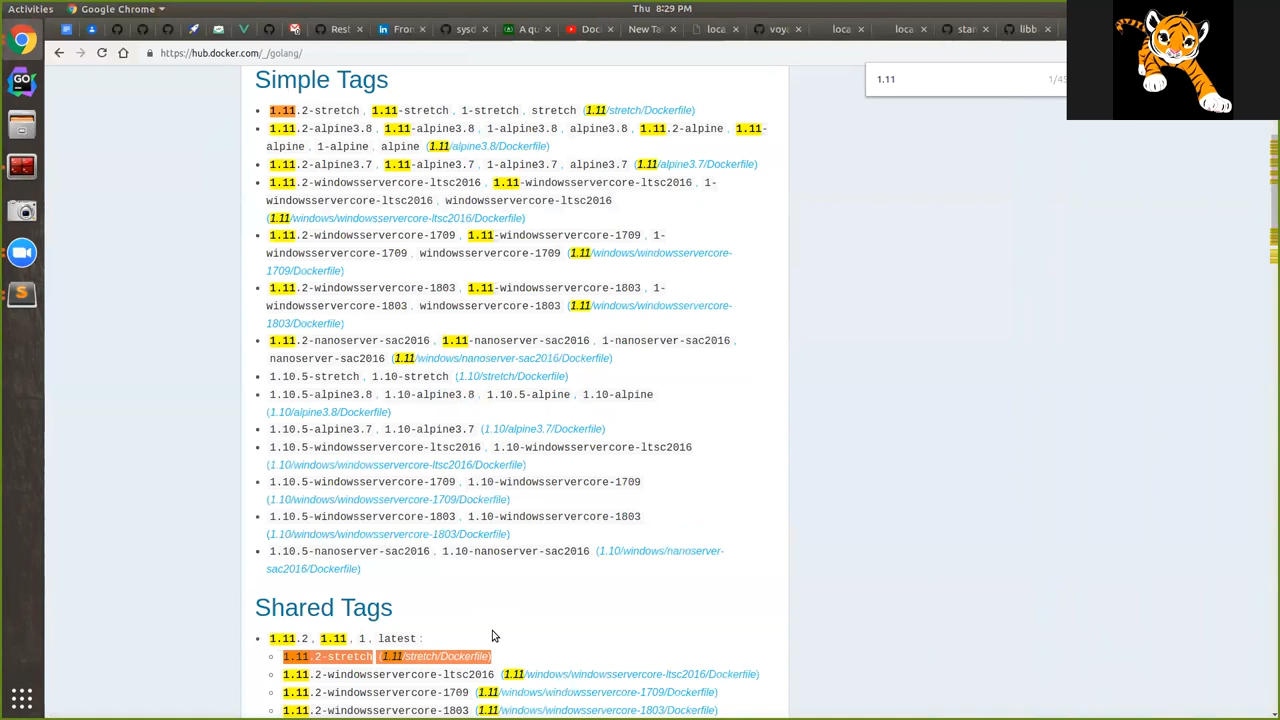 Activities
Google Chrome
Thu 8:29 PM
Rest
Fron
sysd
A qu
Doc
New Ta
loca
voy
loca
loca
stan
libb
https://hub.docker.com/_/golang/
1.11
Simple Tags
1.11.2-stretch, 1.11-stretch, 1-stretch, stretch (1.11/stretch/Dockerfile)
1.11.2-alpine3.8, 1.11-alpine3.8, 1-alpine3.8, alpine3.8, 1.11.2-alpine, 1.11-
alpine, 1-alpine, alpine (1.11/alpine3.8/Dockerfile)
1.11.2-alpine3.7, 1.11-alpine3.7, 1-alpine3.7, alpine3.7 (1.11/alpine3.7/Dockerfile)
1.11.2-windowsservercore-ltsc2016, 1.11-windowsservercore-ltsc2016, 1-
windowsservercore-ltsc2016, windowsservercore-ltsc2016
(1.11/windows/windowsservercore-ltsc2016/Dockerfile)
1.11.2-windowsservercore-1709, 1.11-windowsservercore-1709, 1-
windowsservercore-1709, windowsservercore-1709 (1.11/windows/windowsservercore-
1709/Dockerfile)
1.11.2-windowsservercore-1803, 1.11-windowsservercore-1803, 1-
windowsservercore-1803, windowsservercore-1803 (1.11/windows/windowsservercore-
1803/Dockerfile)
1.11.2-nanoserver-sac2016, 1.11-nanoserver-sac2016, 1-nanoserver-sac2016,
nanoserver-sac2016 (1.11/windows/nanoserver-sac2016/Dockerfile)
1.10.5-stretch, 1.10-stretch (1.10/stretch/Dockerfile)
1.10.5-alpine3.8, 1.10-alpine3.8, 1.10.5-alpine, 1.10-alpine
(1.10/alpine3.8/Dockerfile)
1.10.5-alpine3.7, 1.10-alpine3.7 (1.10/alpine3.7/Dockerfile)
1.10.5-windowsservercore-ltsc2016, 1.10-windowsservercore-ltsc2016
(1.10/windows/windowsservercore-ltsc2016/Dockerfile)
1.10.5-windowsservercore-1709, 1.10-windowsservercore-1709
(1.10/windows/windowsservercore-1709/Dockerfile)
1.10.5-windowsservercore-1803, 1.10-windowsservercore-1803
(1.10/windows/windowsservercore-1803/Dockerfile)
1.10.5-nanoserver-sac2016, 1.10-nanoserver-sac2016 (1.10/windows/nanoserver-
sac2016/Dockerfile)
Shared Tags
1.11.2, 1.11, 1, latest:
1.11.2-stretch (1.11/stretch/Dockerfile)
1.11.2-windowsservercore-ltsc2016 (1.11/windows/windowsservercore-ltsc2016/Dockerfile)
1.11.2-windowsservercore-1709 (1.11/windows/windowsservercore-1709/Dockerfile)
1.11.2-windowsservercore-1803 (1.11/windows/windowsservercore-1803/Dockerfile)